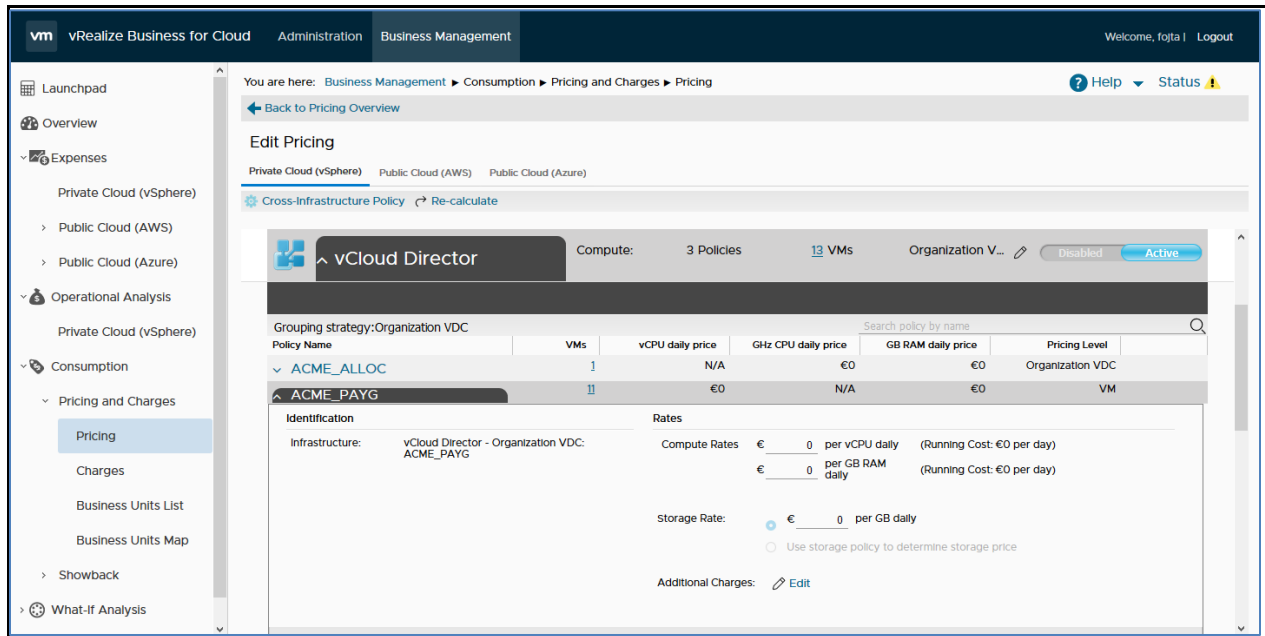 vm vRealize Business for Cloud Administration Business Management Welcome, fojta | Logout
Launchpad
Overview
Expenses
Private Cloud (vSphere)
Public Cloud (AWS)
Public Cloud (Azure)
Operational Analysis
Private Cloud (vSphere)
Consumption
Pricing and Charges
Pricing
Charges
Business Units List
Business Units Map
Showback
What-If Analysis
You are here: Business Management ▶ Consumption ▶ Pricing and Charges ▶ Pricing
? Help Status
Back to Pricing Overview
Edit Pricing
Private Cloud (vSphere) Public Cloud (AWS) Public Cloud (Azure)
Cross-Infrastructure Policy Re-calculate
vCloud Director Compute: 3 Policies 13 VMs Organization V... Disabled Active
Grouping strategy:Organization VDC Search policy by name
Policy Name VMs vCPU daily price GHz CPU daily price GB RAM daily price Pricing Level
ACME_ALLOC 1 N/A €0 €0 Organization VDC
ACME_PAYG 11 €0 N/A €0 VM
Identification Rates
Infrastructure: vCloud Director - Organization VDC:
ACME_PAYG
Compute Rates € 0 per vCPU daily (Running Cost: €0 per day)
€ 0 per GB RAM
daily (Running Cost: €0 per day)
Storage Rate: € 0 per GB daily
Use storage policy to determine storage price
Additional Charges: Edit